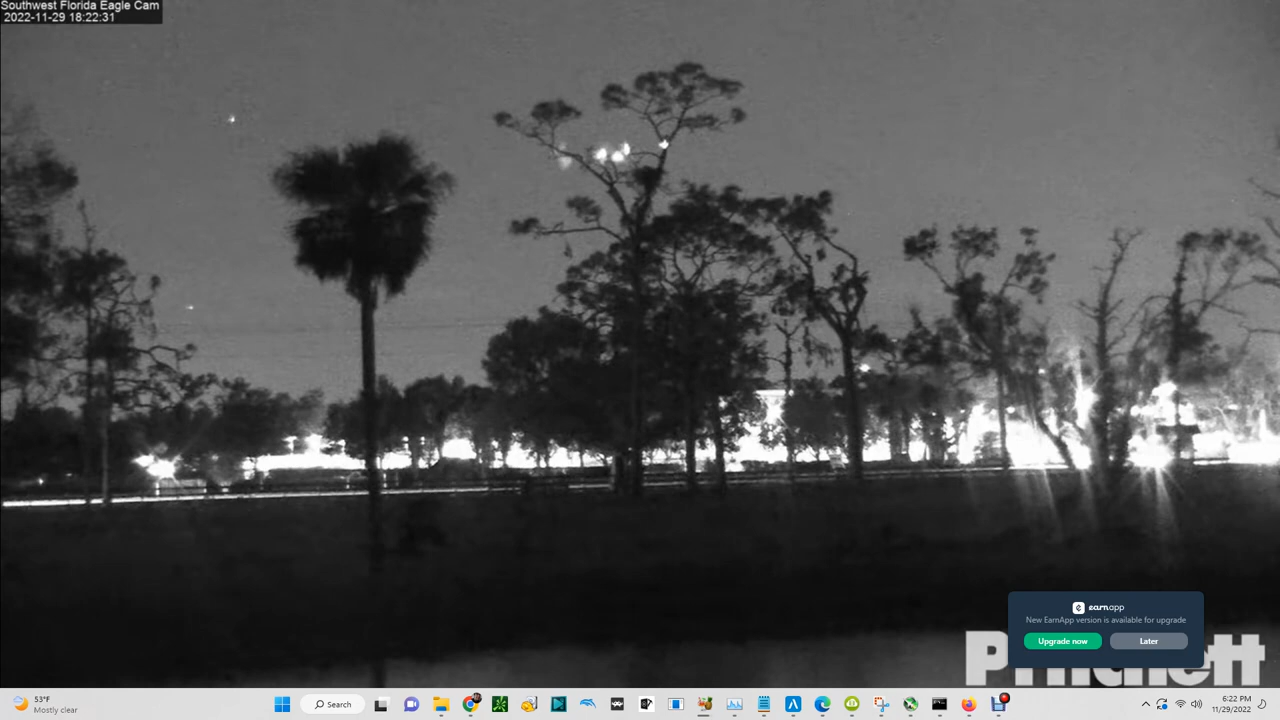 Southwest Florida Eagle Cam
2022-11-29 18:22:31
earnapp
New EarnApp version is available for upgrade
Upgrade now
Later
53°F
Mostly clear
Search
6:22 PM
11/29/2022